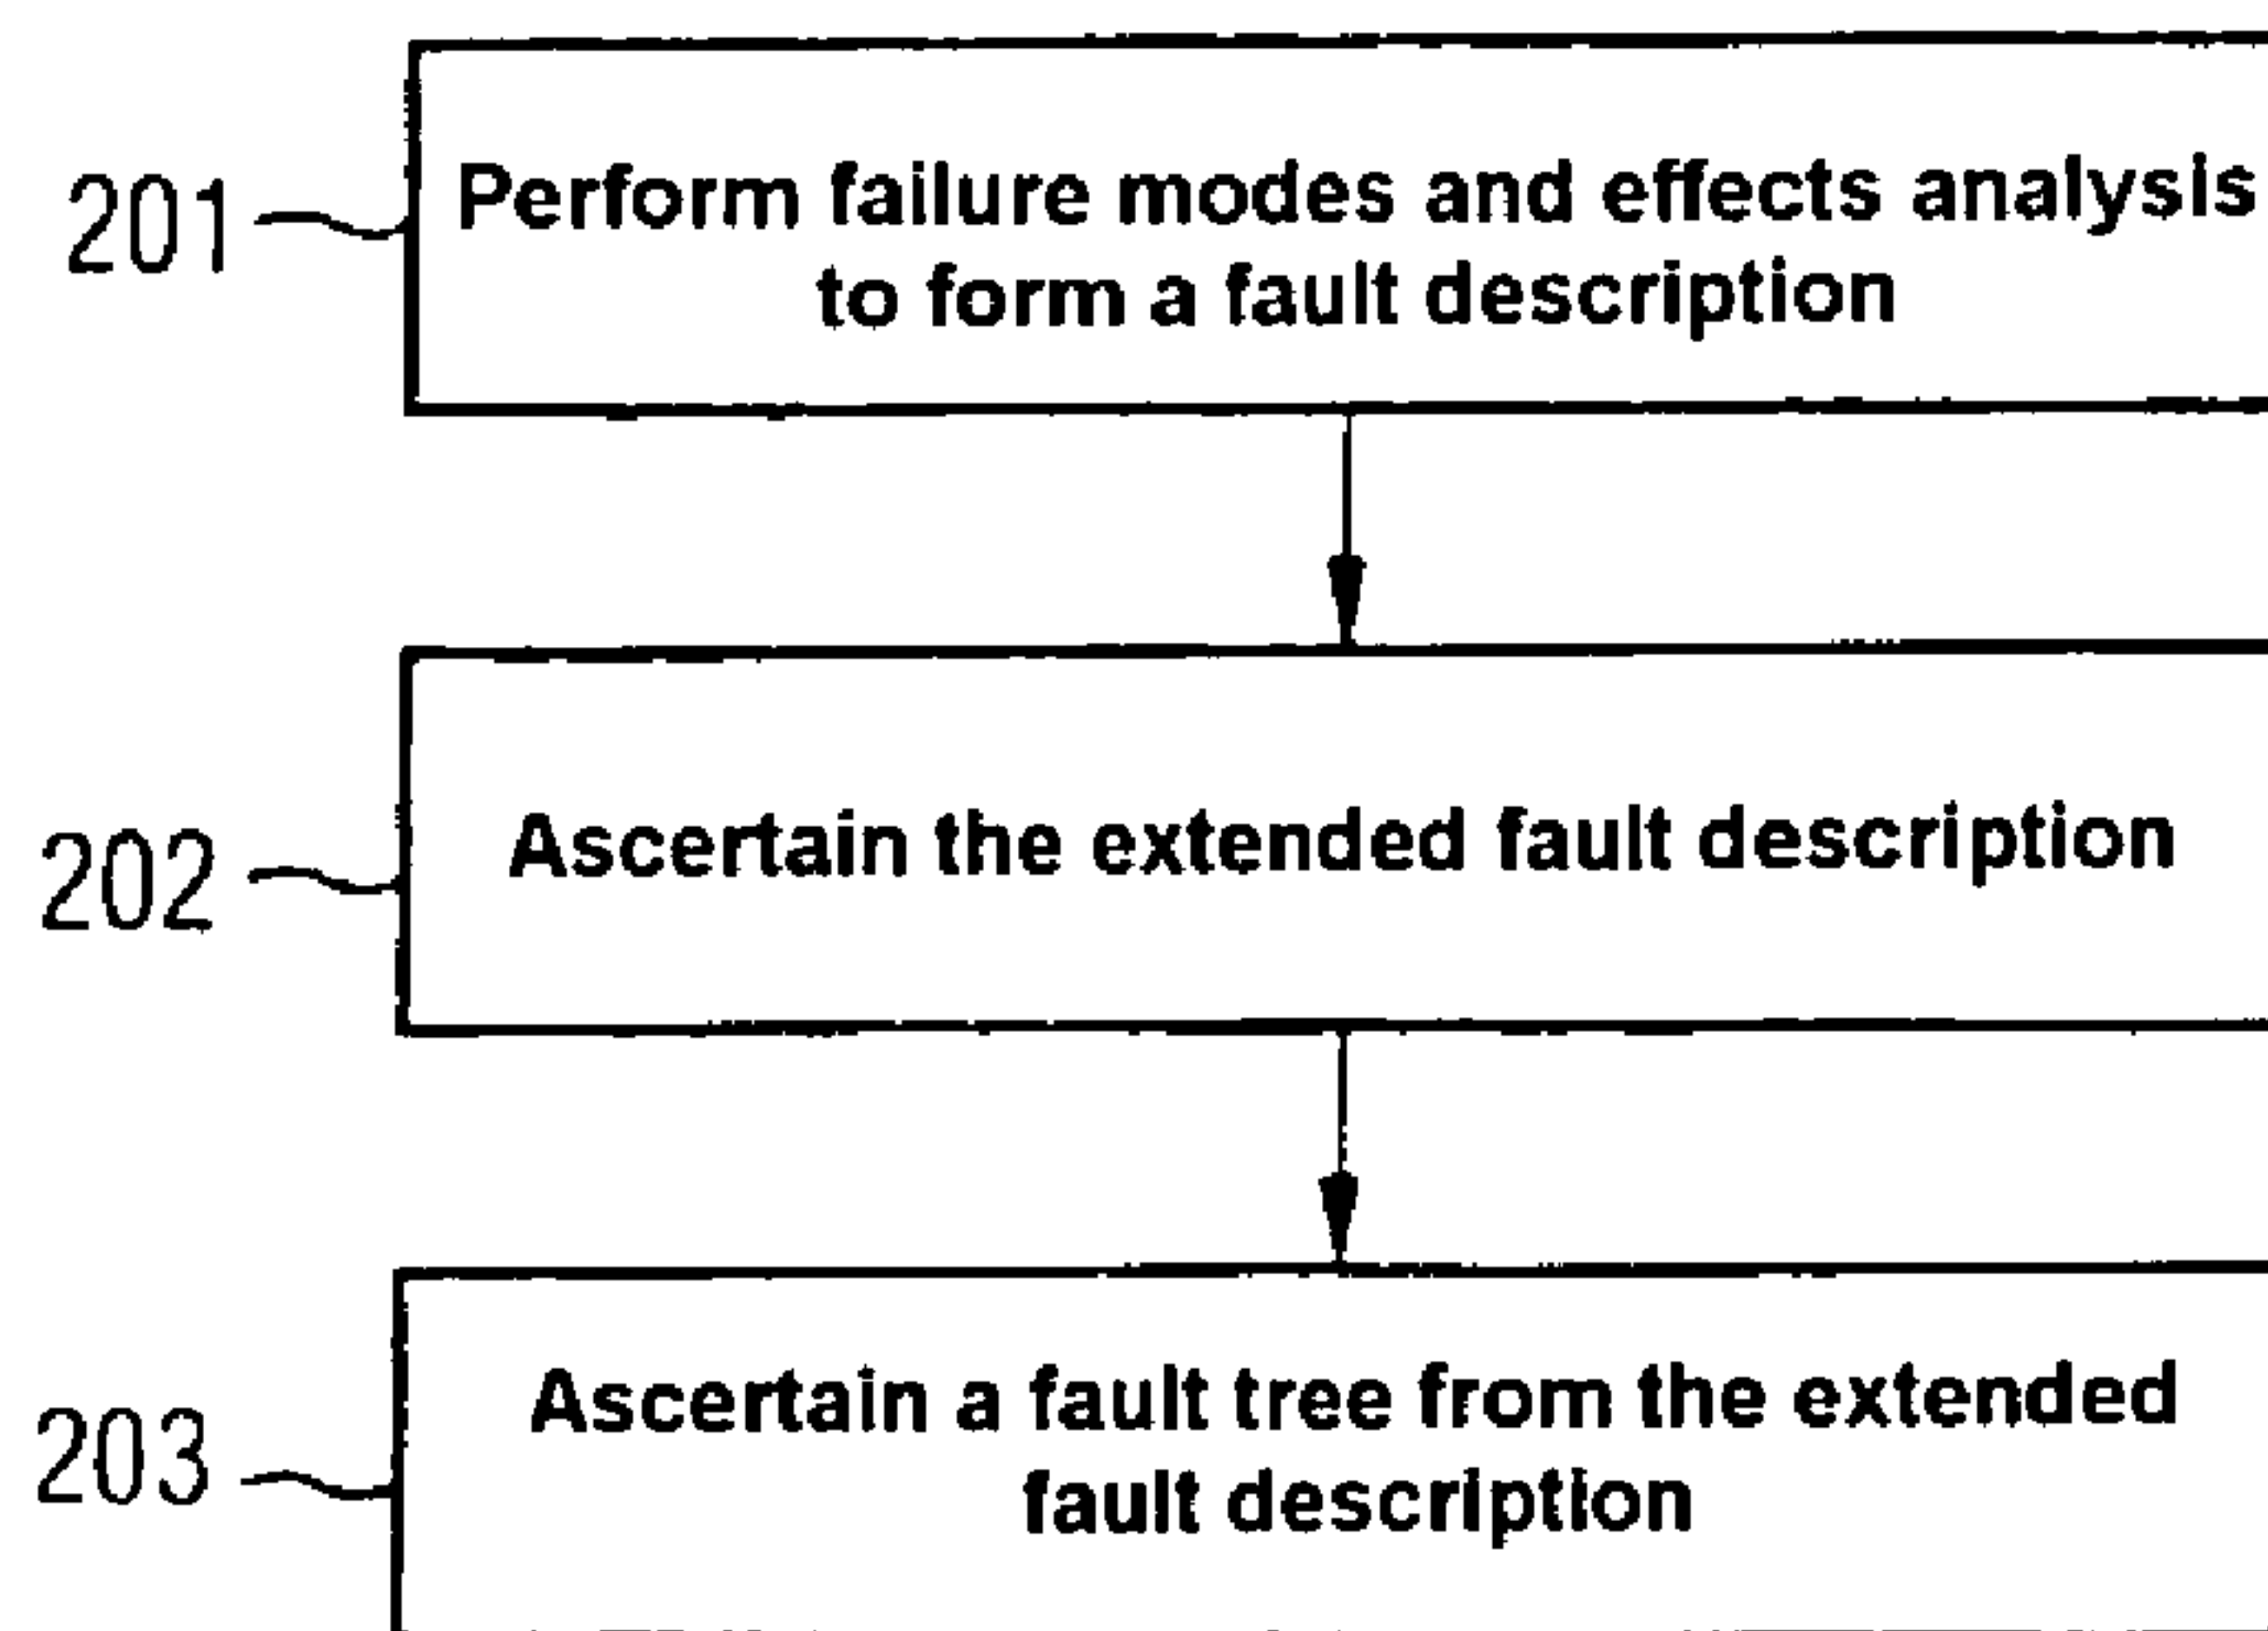 201
Perform failure modes and effects analysis
to form a fault description
202
Ascertain the extended fault description
203
Ascertain a fault tree from the extended
fault description